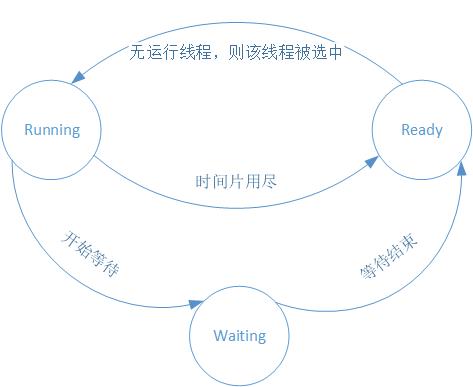 无运行线程，则该线程被选中
Running
Ready
时间片用尽
开始等待
等待结束
Waiting